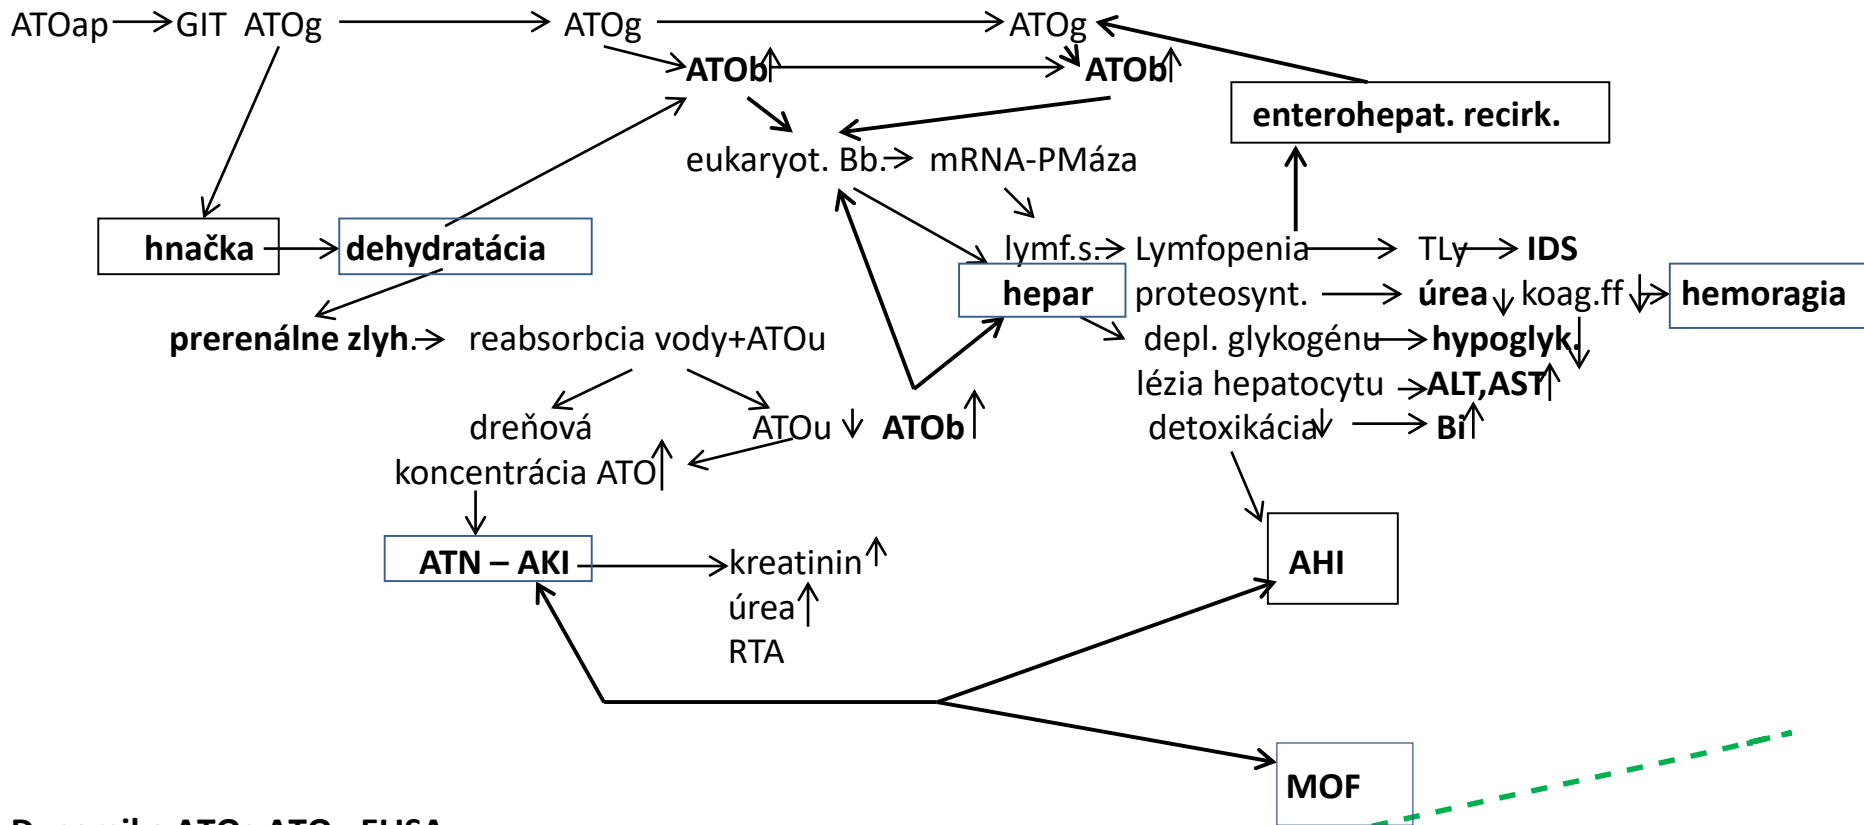 ATOap GIT ATOg ATOg ATOg
ATOb ATOb
enterohepat. recirk.
eukaryot. Bb. mRNA-PMáza
hnačka dehydratácia lymf.s. Lymfopenia TLy IDS
hepar proteosynt. úrea koag.ff hemoragia
prerenálne zlyh. reabsorbcia vody+ATOu depl. glykogénu hypoglyk.
lézia hepatocytu ALT,AST
dreňová ATOu ATOb detoxikácia Bi
koncentrácia ATO
ATN – AKI kreatinin AHI
úrea
RTA
MOF